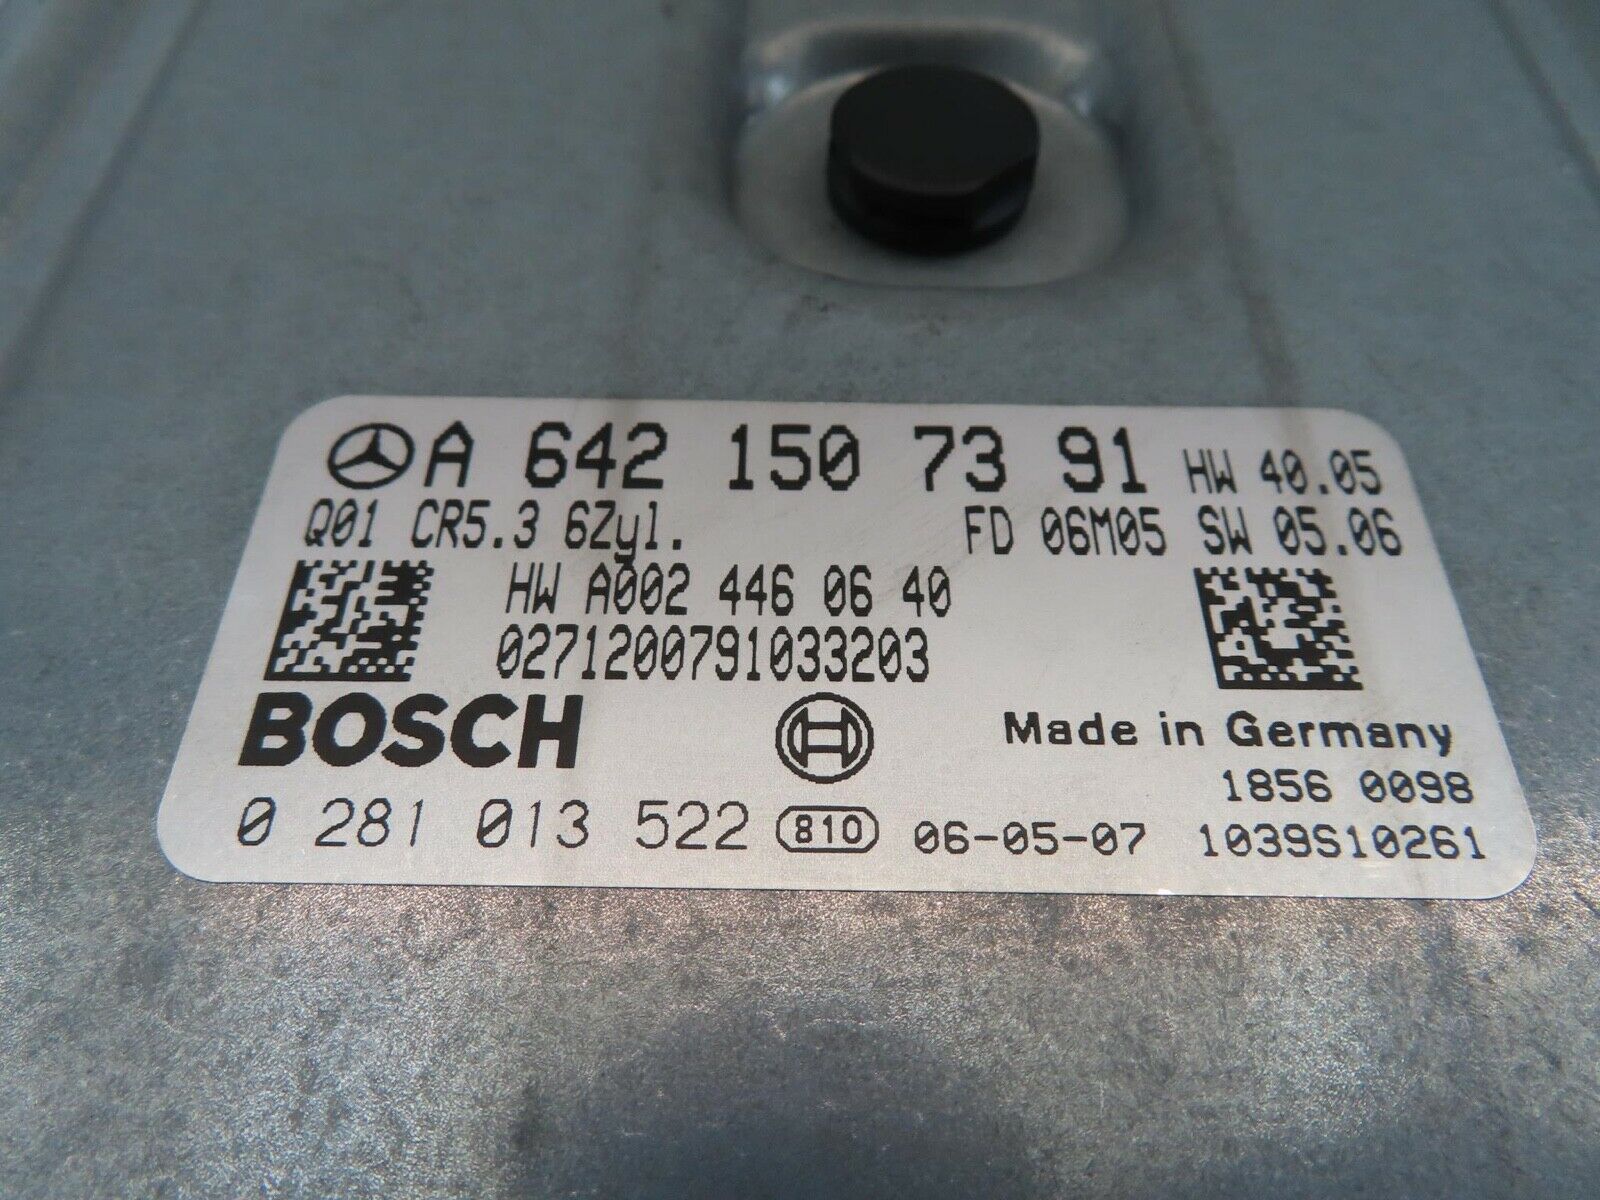 A 642 150 73 91 HW 40.05
Q01 CR5.3 6Zyl. FD 06M05 SW 05.06
HW A002 446 06 40
0271200791033203
BOSCH Made in Germany
1856 0098
0 281 013 522 810 06-05-07 1039S10261